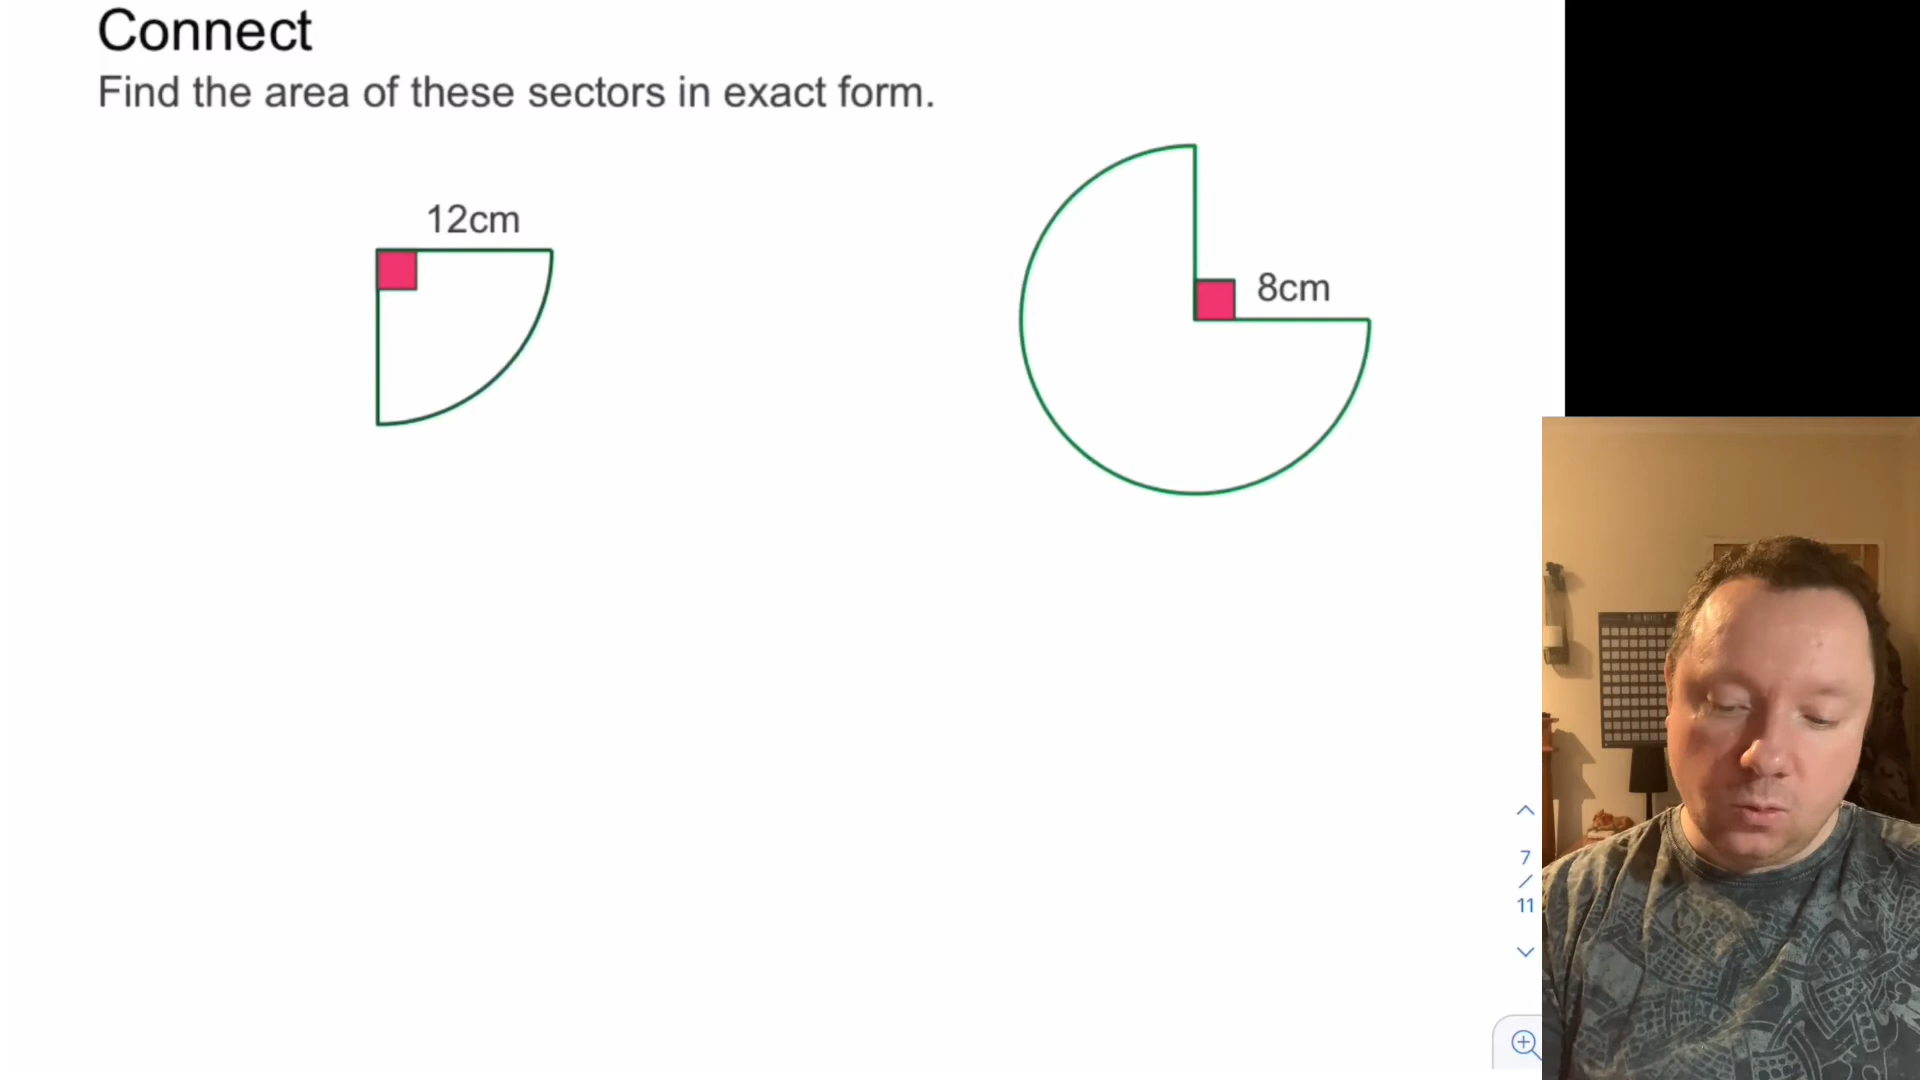 Connect
Find the area of these sectors in exact form.
12cm
8cm
7
/
11